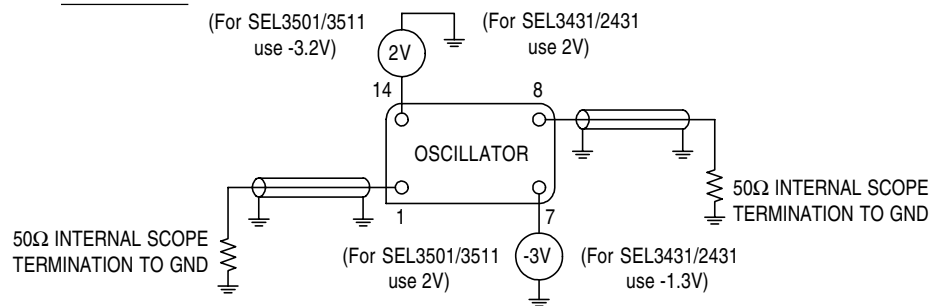 (For SEL3501/3511
use -3.2V)
2V
(For SEL3431/2431
use 2V)
14
8
OSCILLATOR
1
7
50Ω INTERNAL SCOPE
TERMINATION TO GND
50Ω INTERNAL SCOPE
TERMINATION TO GND
(For SEL3501/3511
use 2V)
-3V
(For SEL3431/2431
use -1.3V)